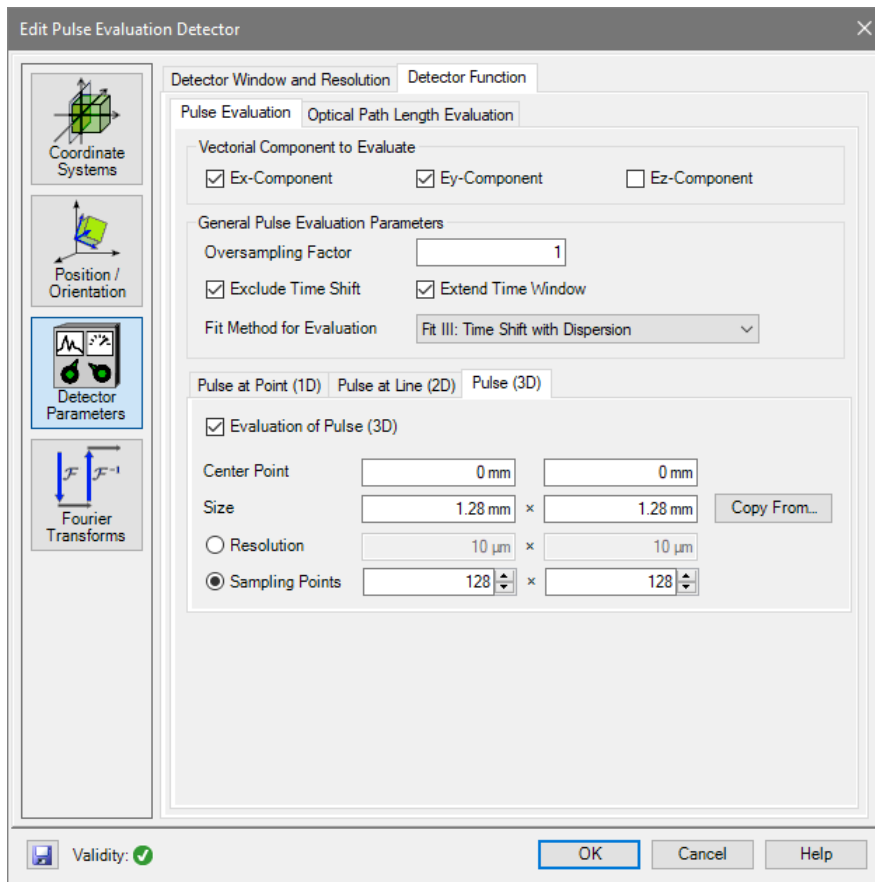 Edit Pulse Evaluation Detector
Coordinate
Systems
Position /
Orientation
Detector
Parameters
ℱ ℱ⁻¹
Fourier
Transforms
Detector Window and Resolution Detector Function
Pulse Evaluation Optical Path Length Evaluation
Vectorial Component to Evaluate
Ex-Component Ey-Component Ez-Component
General Pulse Evaluation Parameters
Oversampling Factor 1
Exclude Time Shift Extend Time Window
Fit Method for Evaluation Fit III: Time Shift with Dispersion
Pulse at Point (1D) Pulse at Line (2D) Pulse (3D)
Evaluation of Pulse (3D)
Center Point 0 mm 0 mm
Size 1.28 mm × 1.28 mm Copy From...
Resolution 10 µm × 10 µm
Sampling Points 128 × 128
Validity: OK Cancel Help